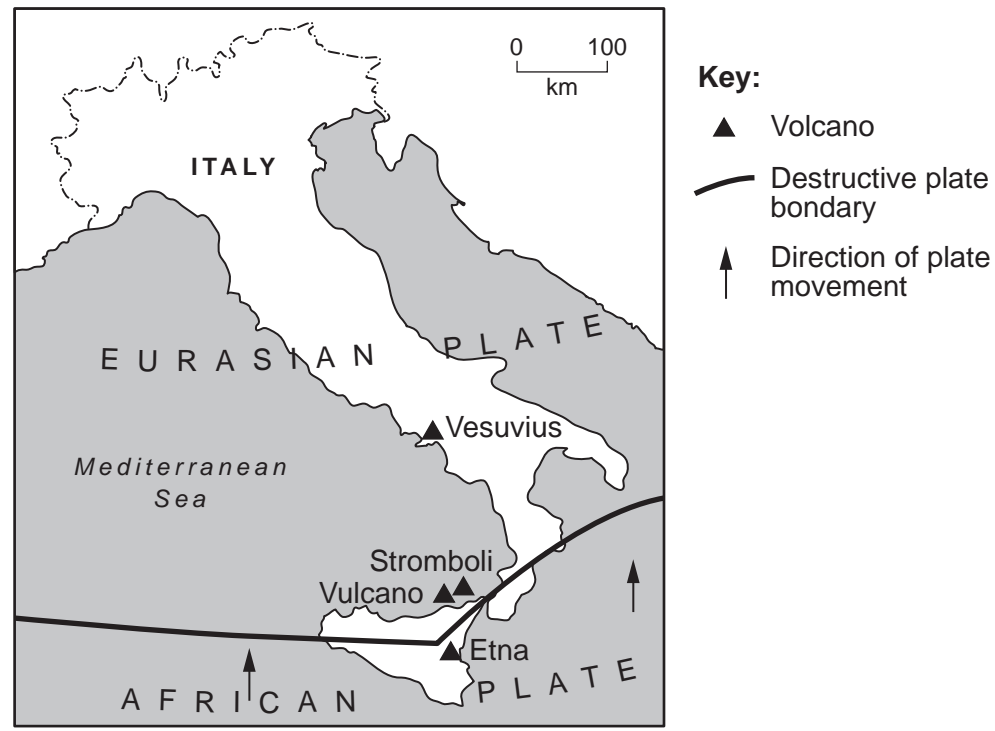 0 100
km
ITALY
EURASIAN PLATE
Vesuvius
Mediterranean
Sea
Stromboli
Vulcano
Etna
AFRICAN PLATE
Key:
Volcano
Destructive plate
bondary
Direction of plate
movement